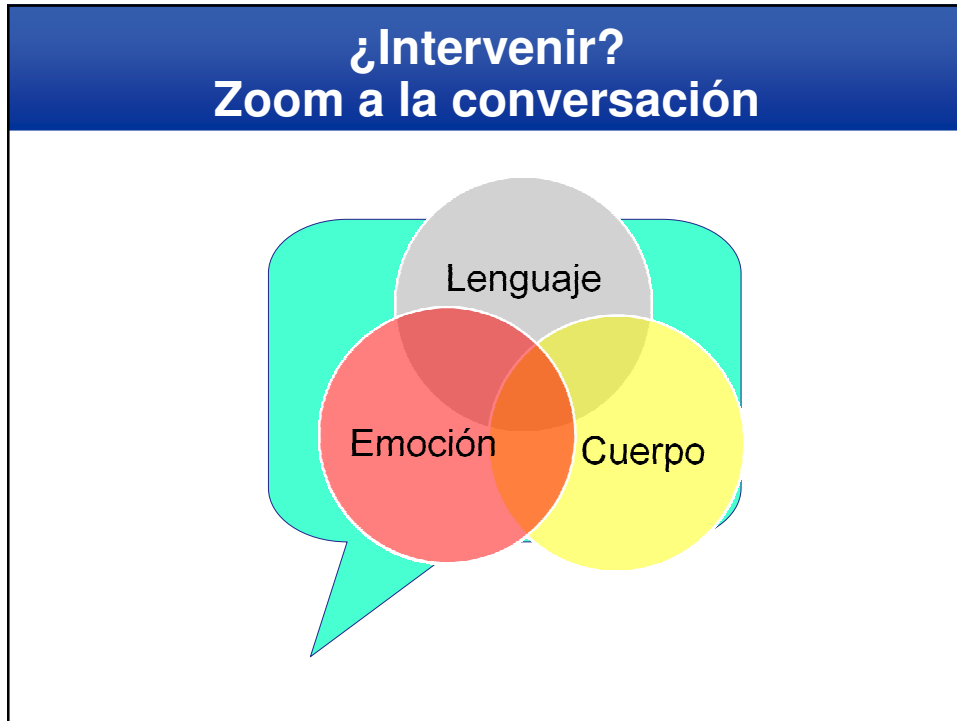 ¿Intervenir?
Zoom a la conversación
Lenguaje
Emoción
Cuerpo